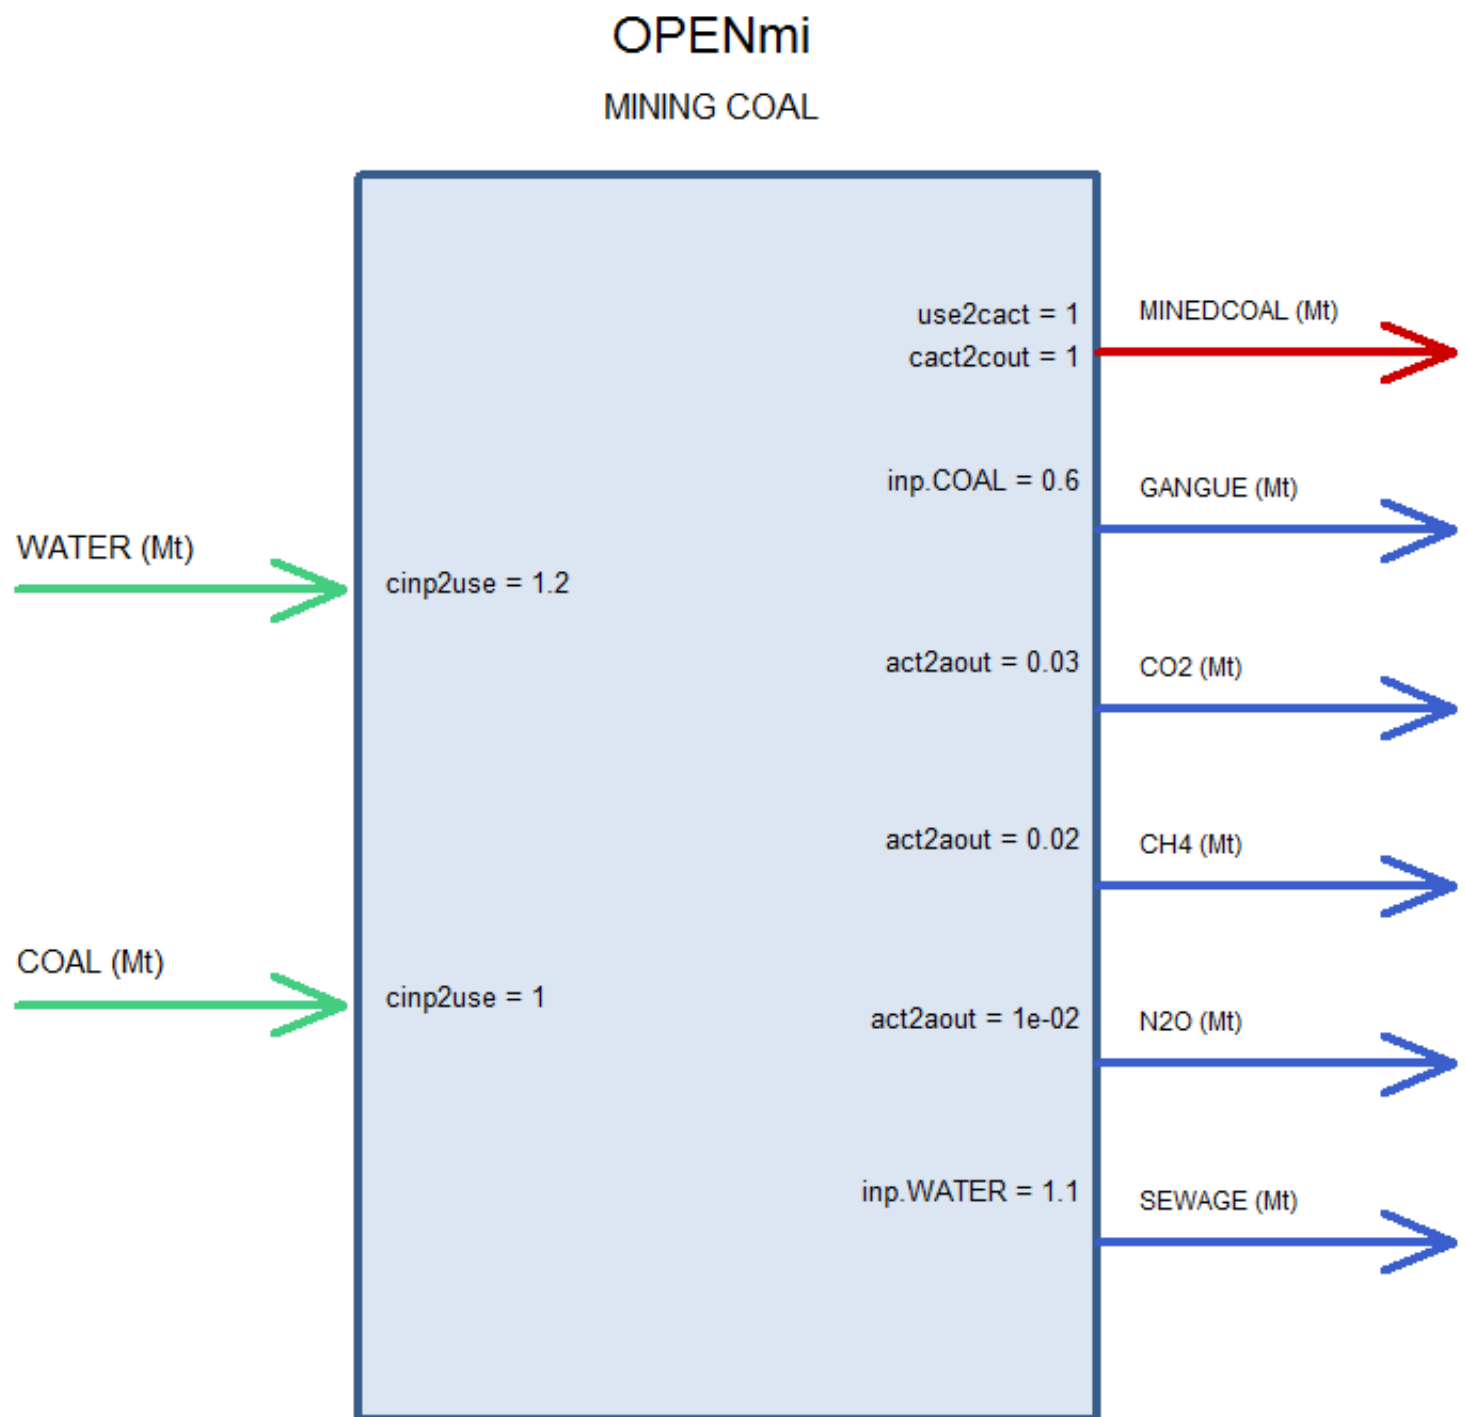 OPENmi
MINING COAL
use2cact = 1
MINEDCOAL (Mt)
cact2cout = 1
inp.COAL = 0.6
GANGUE (Mt)
WATER (Mt)
cinp2use = 1.2
act2aout = 0.03
CO2 (Mt)
act2aout = 0.02
CH4 (Mt)
COAL (Mt)
cinp2use = 1
act2aout = 1e-02
N2O (Mt)
inp.WATER = 1.1
SEWAGE (Mt)